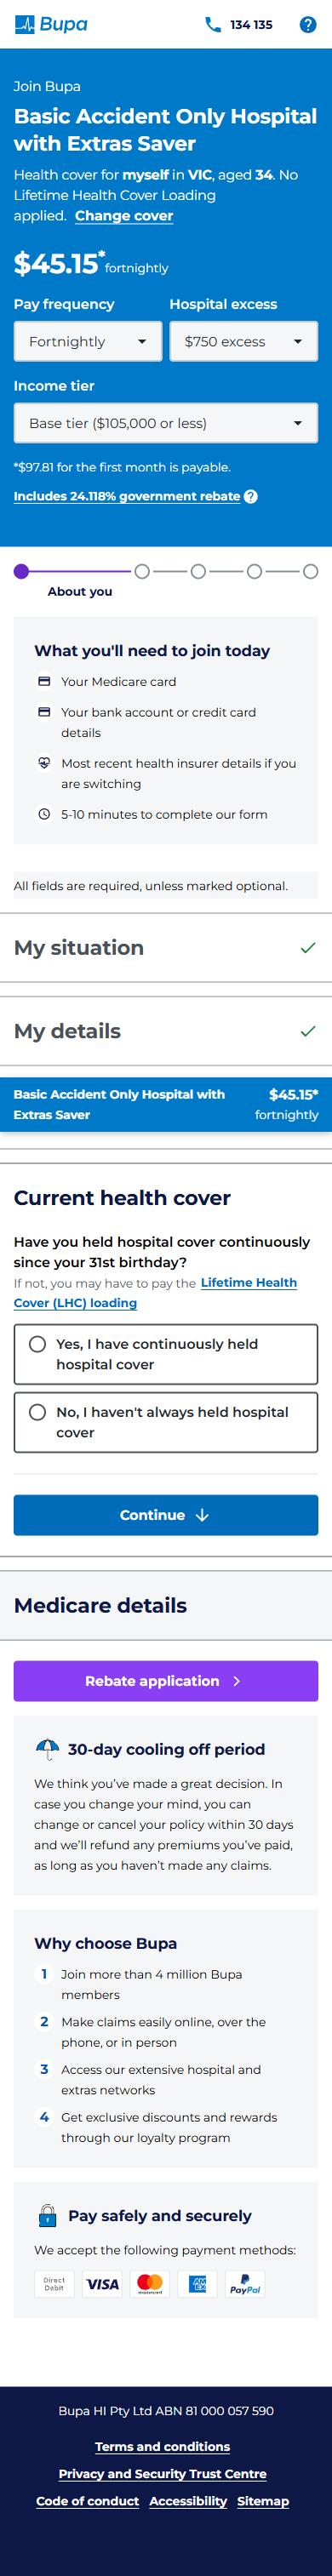 Bupa
134 135
?
Join Bupa
Basic Accident Only Hospital
with Extras Saver
Health cover for myself in VIC, aged 34. No
Lifetime Health Cover Loading
applied. Change cover
$45.15* fortnightly
Pay frequency
Hospital excess
Fortnightly
$750 excess
Income tier
Base tier ($105,000 or less)
*$97.81 for the first month is payable.
Includes 24.118% government rebate ?
About you
What you'll need to join today
Your Medicare card
Your bank account or credit card
details
Most recent health insurer details if you
are switching
5-10 minutes to complete our form
All fields are required, unless marked optional.
My situation
My details
Basic Accident Only Hospital with
Extras Saver
$45.15*
fortnightly
Current health cover
Have you held hospital cover continuously
since your 31st birthday?
If not, you may have to pay the Lifetime Health
Cover (LHC) loading
Yes, I have continuously held
hospital cover
No, I haven't always held hospital
cover
Continue
Medicare details
Rebate application
30-day cooling off period
We think you've made a great decision. In
case you change your mind, you can
change or cancel your policy within 30 days
and we'll refund any premiums you've paid,
as long as you haven't made any claims.
Why choose Bupa
1 Join more than 4 million Bupa
members
2 Make claims easily online, over the
phone, or in person
3 Access our extensive hospital and
extras networks
4 Get exclusive discounts and rewards
through our loyalty program
Pay safely and securely
We accept the following payment methods:
Direct
Debit
VISA
mastercard
AM
EX
PayPal
Bupa HI Pty Ltd ABN 81 000 057 590
Terms and conditions
Privacy and Security Trust Centre
Code of conduct Accessibility Sitemap